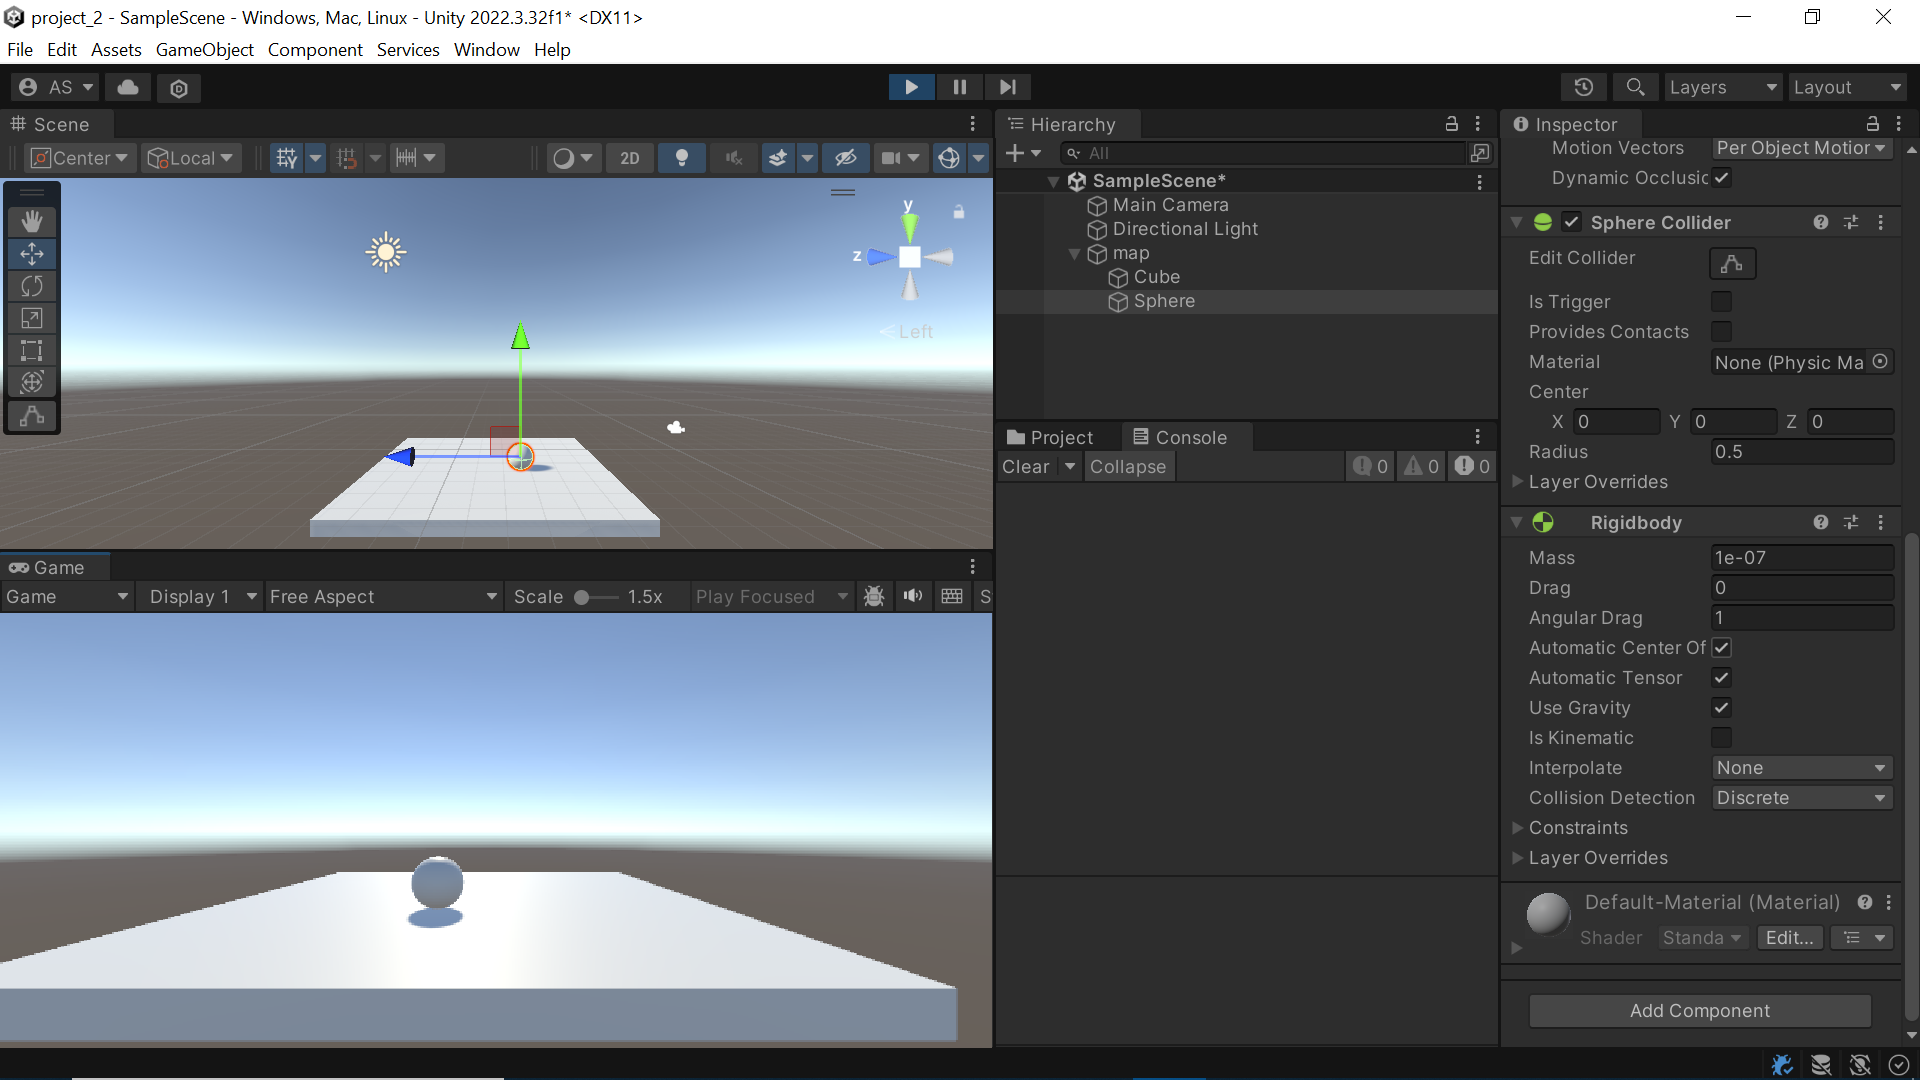 project_2 - SampleScene - Windows, Mac, Linux - Unity 2022.3.32f1* <DX11>
File Edit Assets GameObject Component Services Window Help
AS
Layers
Layout
Scene
Center
Local
2D
y
z
Left
Game
Game
Display 1
Free Aspect
Scale
1.5x
Play Focused
S
Hierarchy
All
SampleScene*
Main Camera
Directional Light
map
Cube
Sphere
Project
Console
Clear
Collapse
0
0
0
Inspector
Motion Vectors Per Object Motior
Dynamic Occlusic
Sphere Collider
Edit Collider
Is Trigger
Provides Contacts
Material None (Physic Ma
Center
X 0 Y 0 Z 0
Radius 0.5
Layer Overrides
Rigidbody
Mass 1e-07
Drag 0
Angular Drag 1
Automatic Center Of
Automatic Tensor
Use Gravity
Is Kinematic
Interpolate None
Collision Detection Discrete
Constraints
Layer Overrides
Default-Material (Material)
Shader Standa Edit...
Add Component